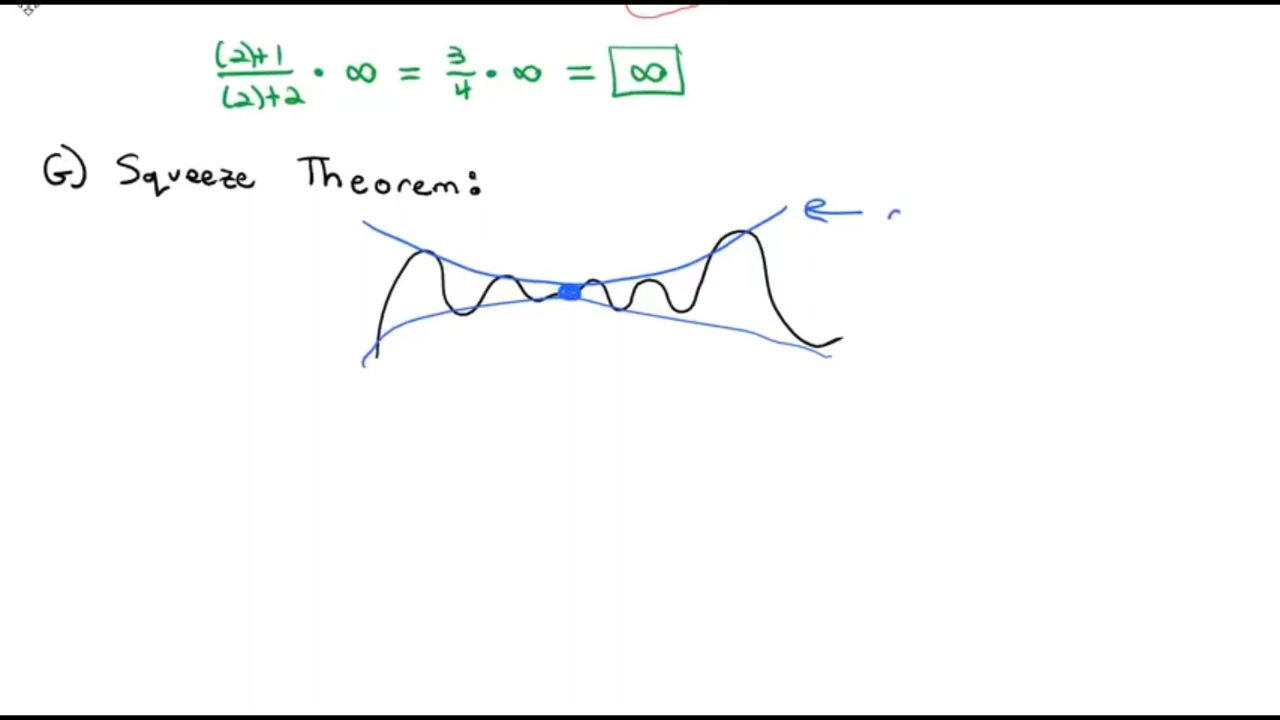 (2)+1 / (2)+2 • ∞ = 3/4 • ∞ = ∞
G) Squeeze Theorem: